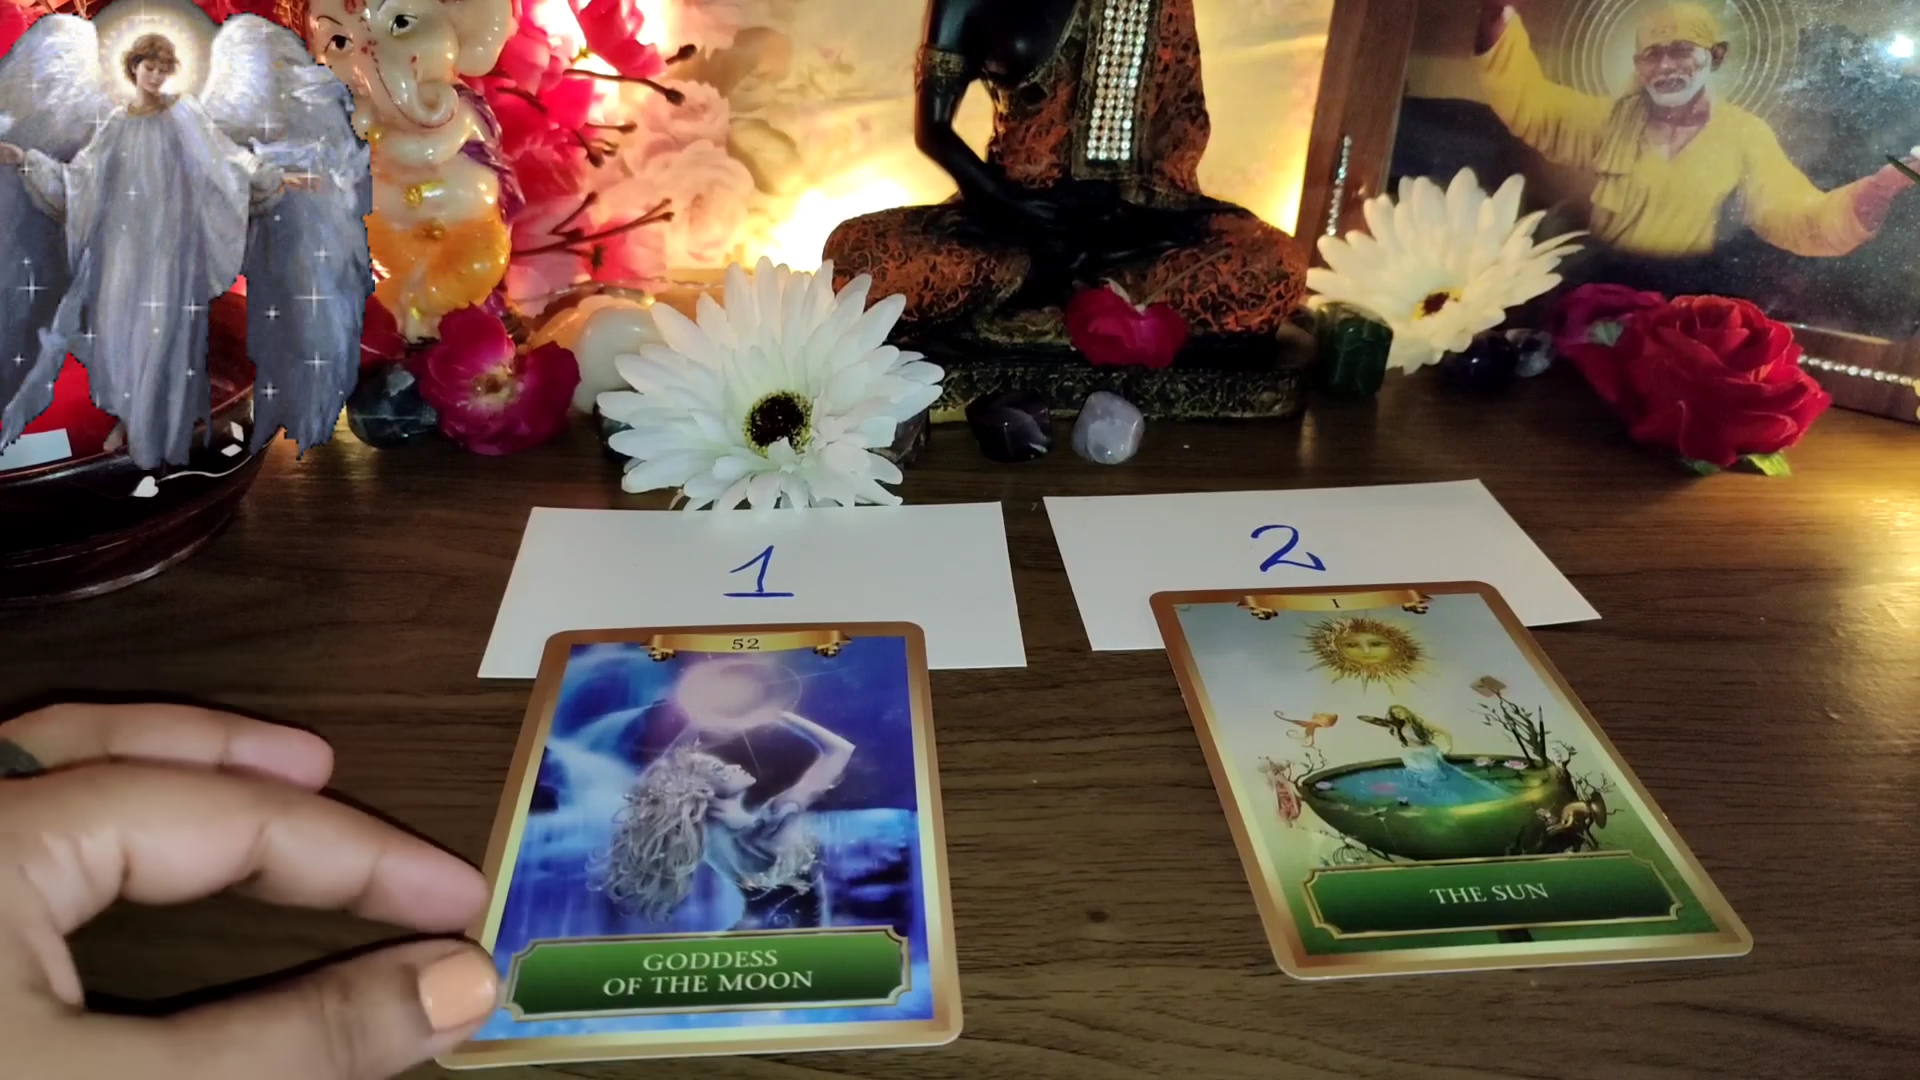 1
2
52
GODDESS
OF THE MOON
I
THE SUN